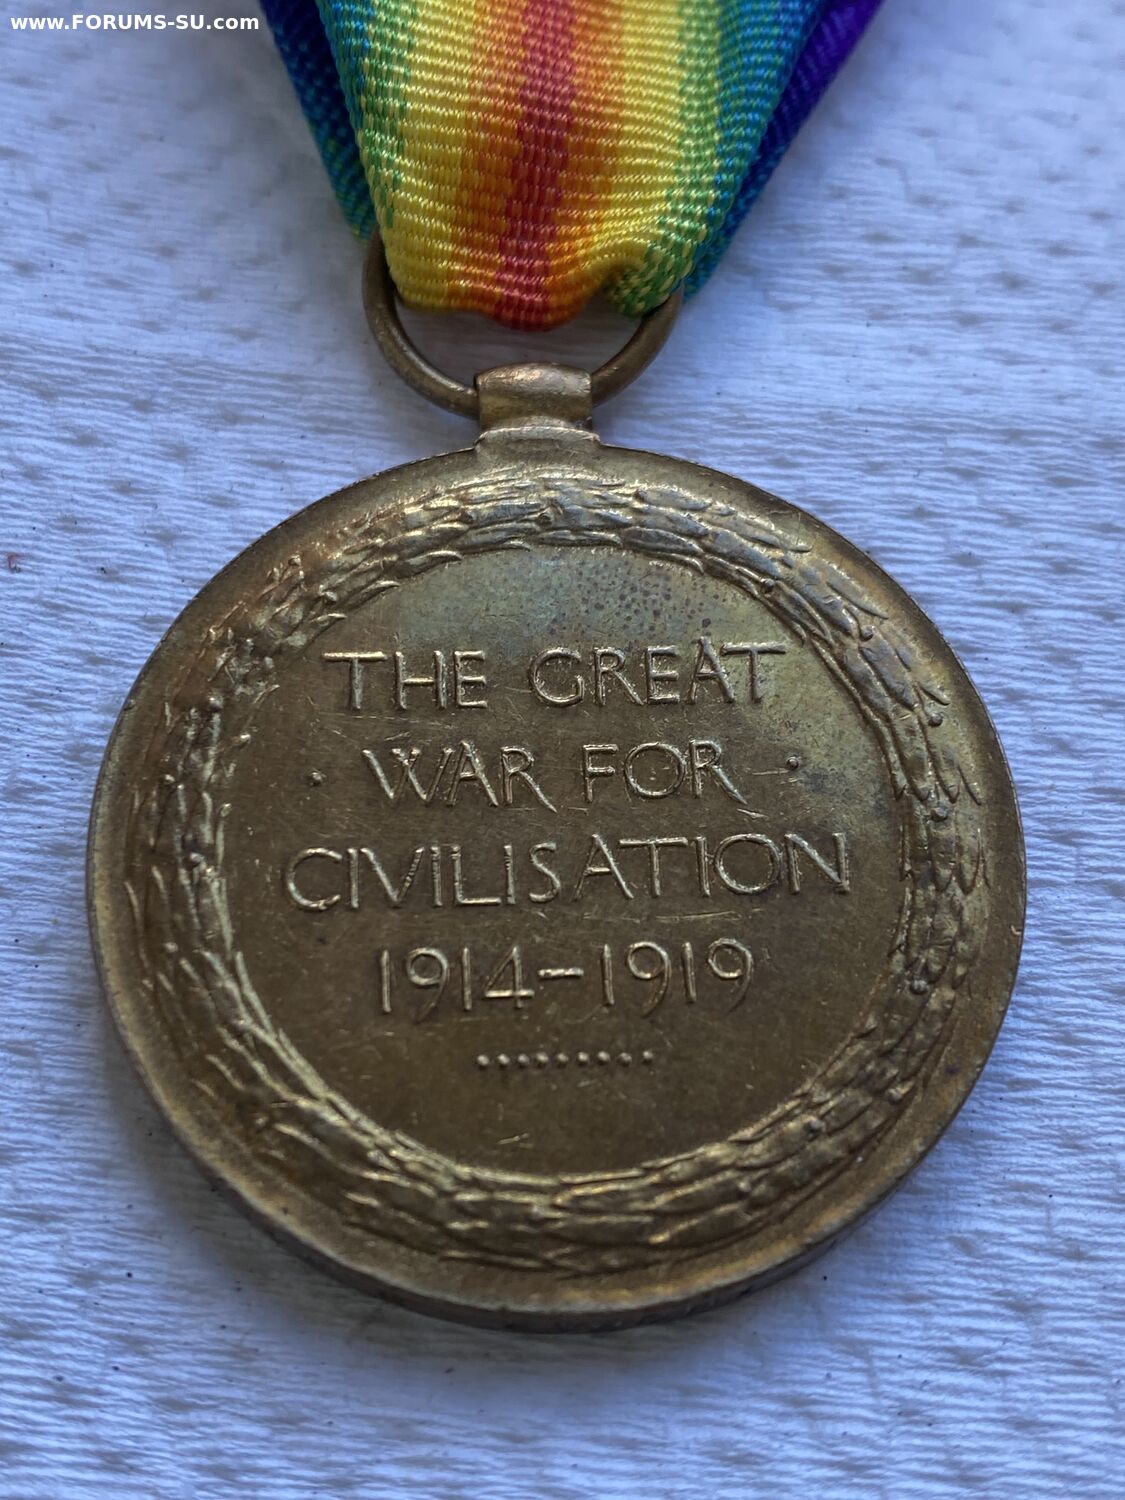 www.FORUMS-SU.com
THE GREAT
· WAR FOR ·
CIVILISATION
1914-1919